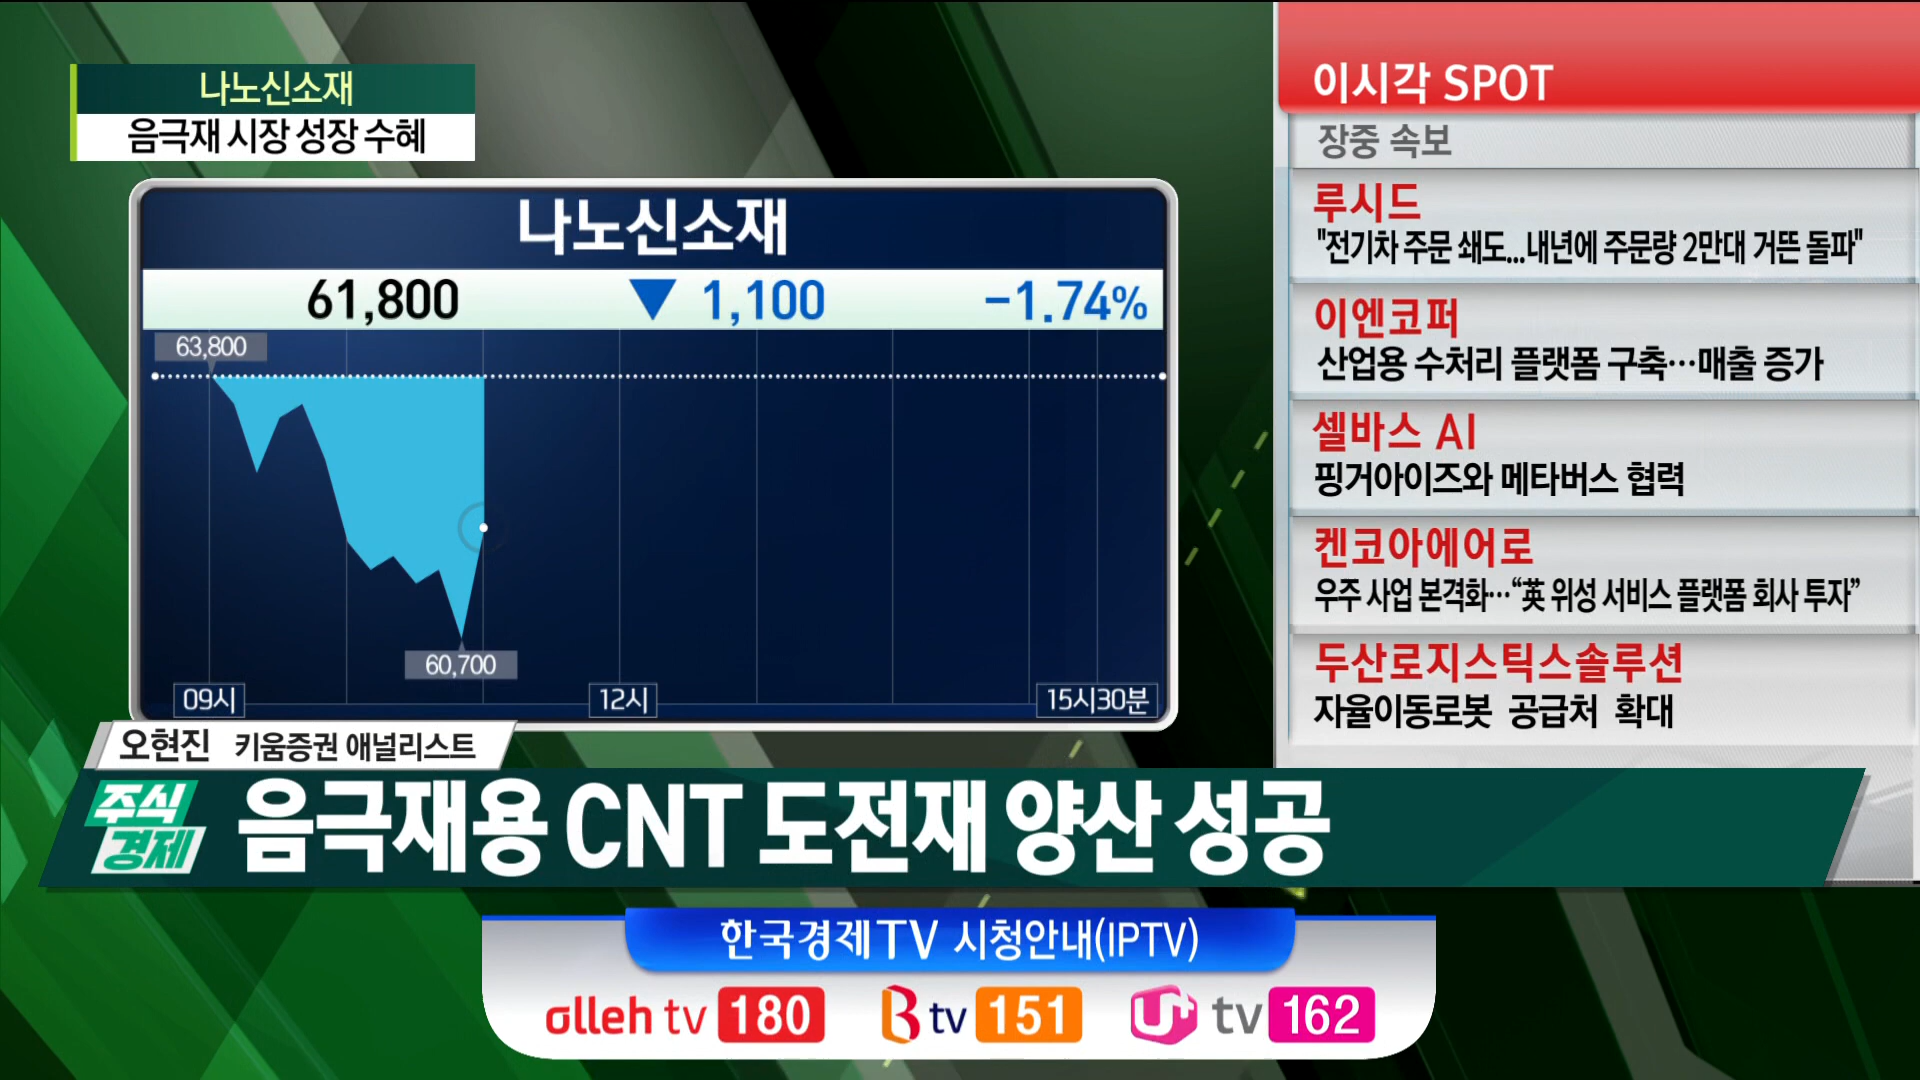 나노신소재
음극재 시장 성장 수혜
나노신소재
61,800 ▼ 1,100 -1.74%
63,800
60,700
09시 12시 15시30분
이시각 SPOT
장중 속보
루시드
"전기차 주문 쇄도...내년에 주문량 2만대 거뜬 돌파"
이엔코퍼
산업용 수처리 플랫폼 구축…매출 증가
셀바스 AI
핑거아이즈와 메타버스 협력
켄코아에어로
우주 사업 본격화…“英 위성 서비스 플랫폼 회사 투자”
두산로지스틱스솔루션
자율이동로봇 공급처 확대
오현진 키움증권 애널리스트
주식
경제
음극재용 CNT 도전재 양산 성공
한국경제TV 시청안내(IPTV)
olleh tv 180 B tv 151 U+ tv 162